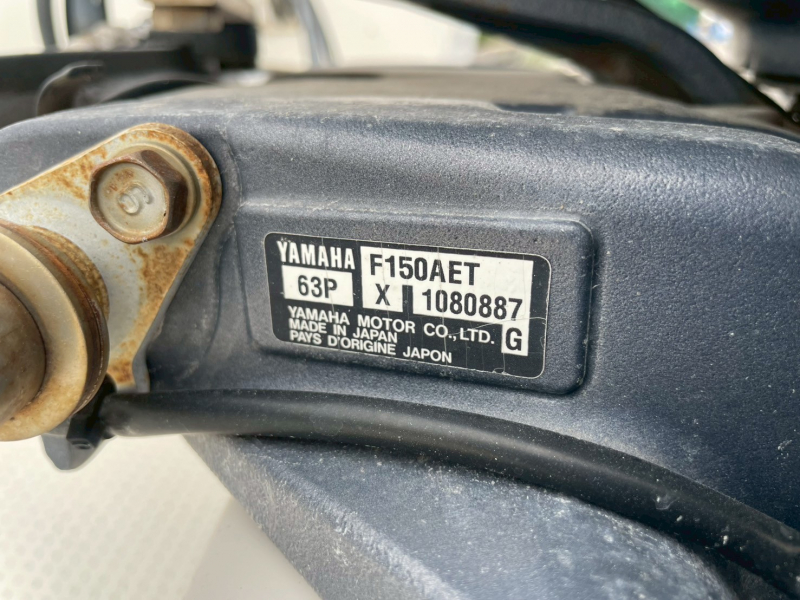 YAMAHA F150AET
63P X 1080887
YAMAHA MOTOR CO., LTD. G
MADE IN JAPAN
PAYS D'ORIGINE JAPON